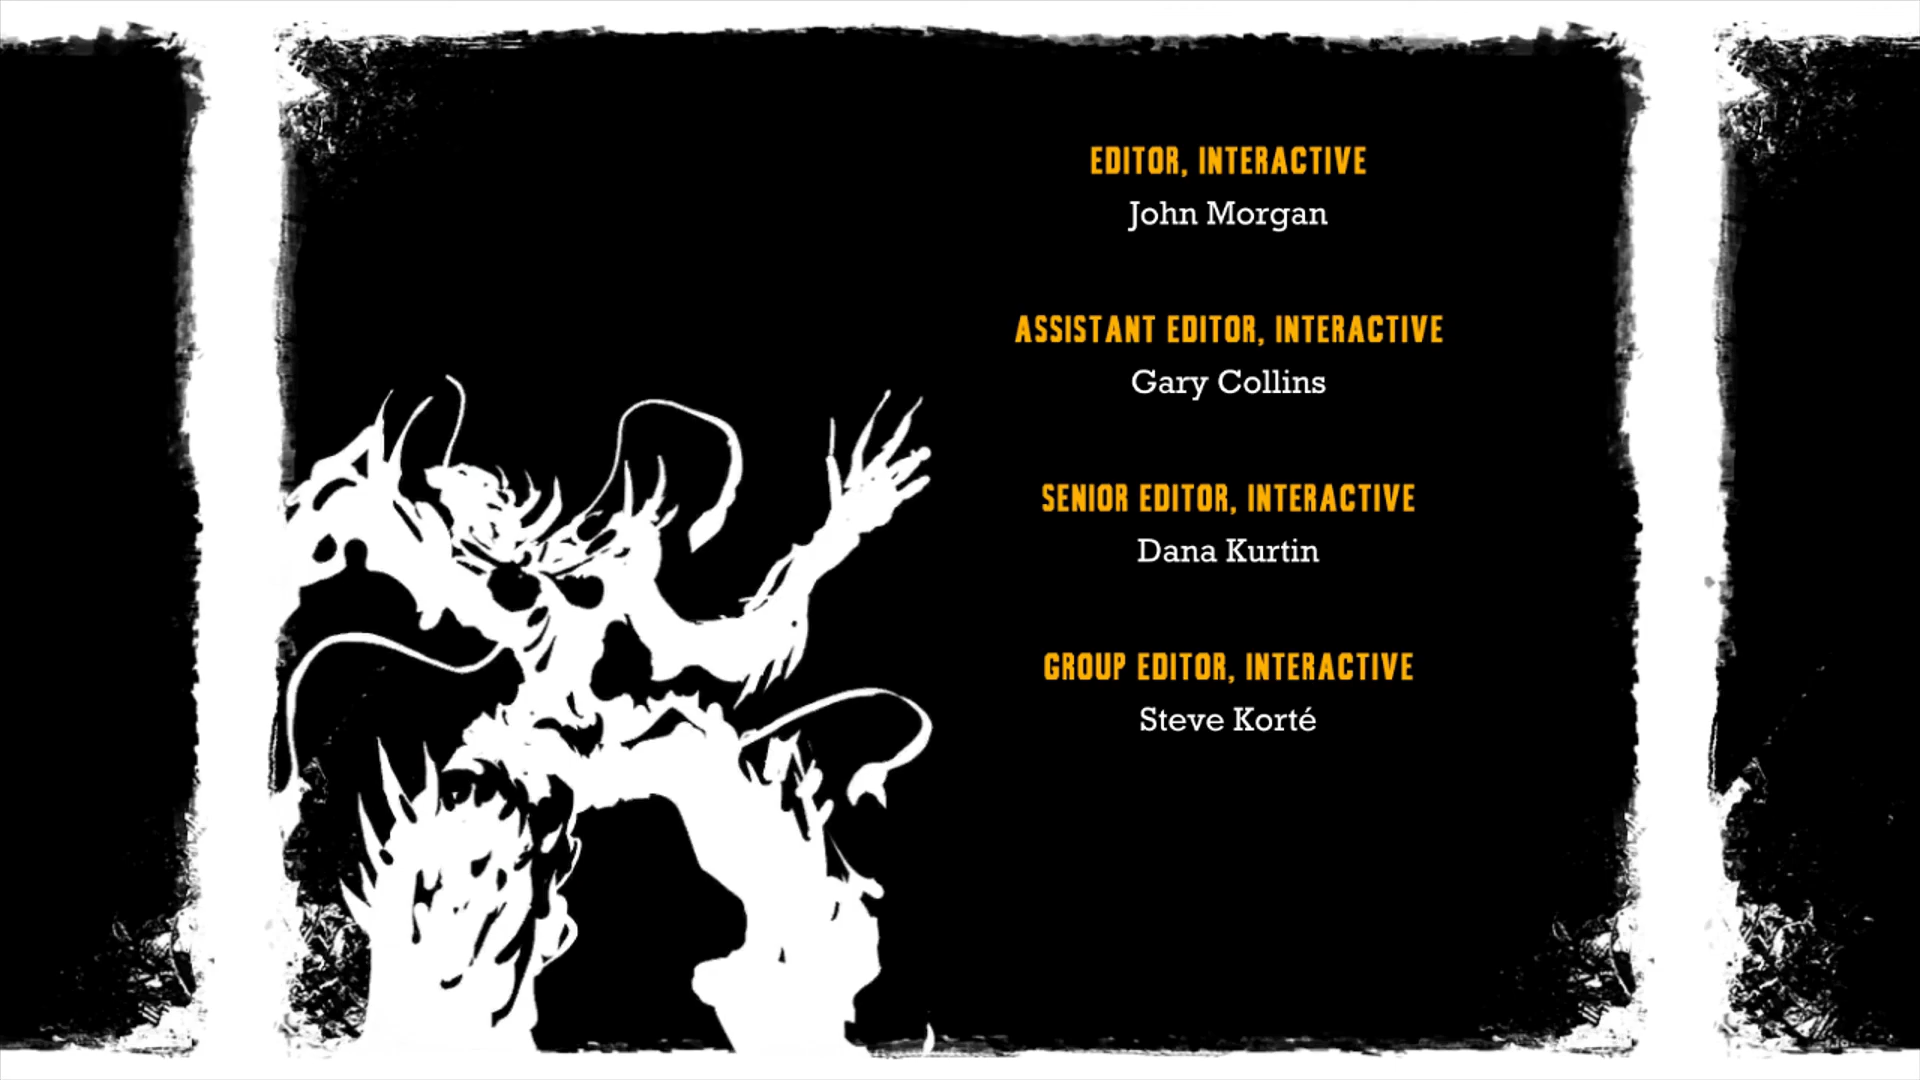 EDITOR, INTERACTIVE
John Morgan
ASSISTANT EDITOR, INTERACTIVE
Gary Collins
SENIOR EDITOR, INTERACTIVE
Dana Kurtin
GROUP EDITOR, INTERACTIVE
Steve Korté